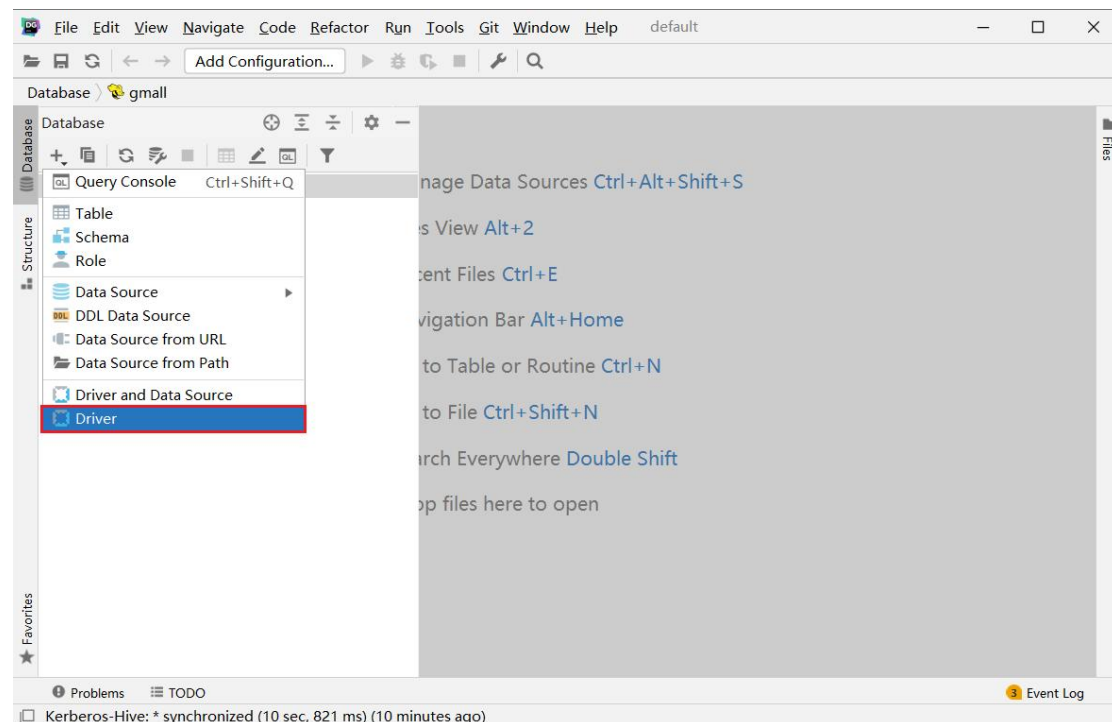 DG File Edit View Navigate Code Refactor Run Tools Git Window Help default
Add Configuration...
Database gmall
Database
Database
Files
QL
QL Query Console Ctrl+Shift+Q
nage Data Sources Ctrl+Alt+Shift+S
Table
Schema
Role
es View Alt+2
Structure
cent Files Ctrl+E
Data Source
DDL DDL Data Source
Data Source from URL
Data Source from Path
vigation Bar Alt+Home
to Table or Routine Ctrl+N
Driver and Data Source
Driver
to File Ctrl+Shift+N
arch Everywhere Double Shift
op files here to open
Favorites
Problems TODO
3 Event Log
Kerberos-Hive: * synchronized (10 sec, 821 ms) (10 minutes ago)